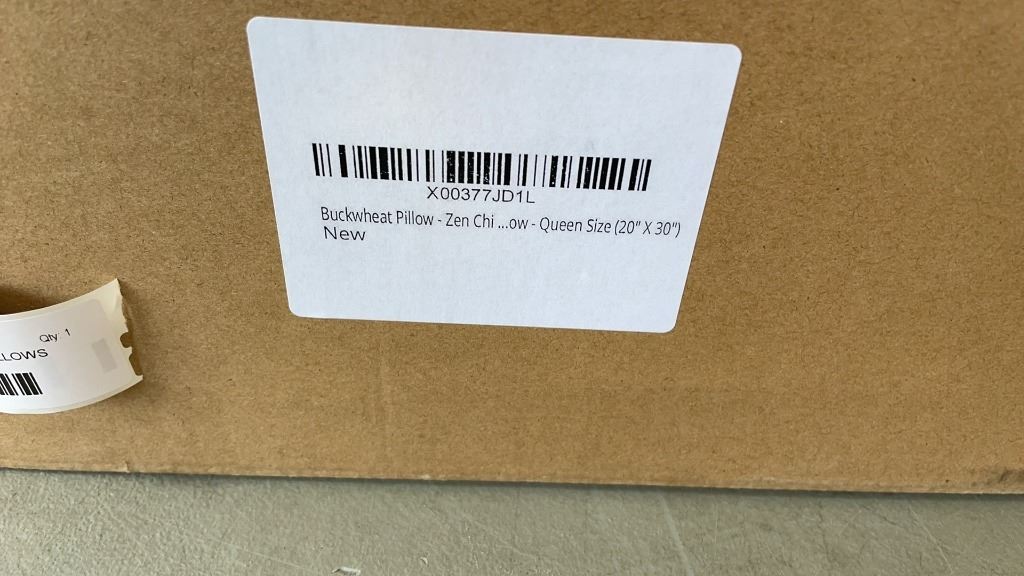 X00377JD1L
Buckwheat Pillow - Zen Chi ...ow - Queen Size (20" X 30")
New
Qty: 1
LLOWS